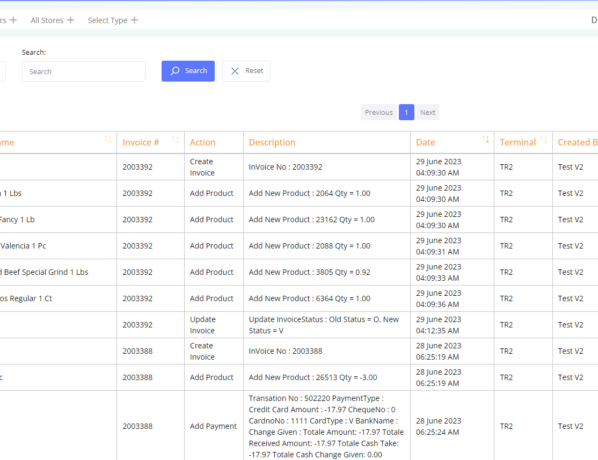 rs + All Stores + Select Type + D
Search:
Search Search Reset
Previous 1 Next
me Invoice # Action Description Date Terminal Created B
2003392 Create Invoice InVoice No : 2003392 29 June 2023 04:09:30 AM TR2 Test V2
1 Lbs 2003392 Add Product Add New Product : 2064 Qty = 1.00 29 June 2023 04:09:30 AM TR2 Test V2
Fancy 1 Lb 2003392 Add Product Add New Product : 23162 Qty = 1.00 29 June 2023 04:09:30 AM TR2 Test V2
Valencia 1 Pc 2003392 Add Product Add New Product : 2088 Qty = 1.00 29 June 2023 04:09:31 AM TR2 Test V2
d Beef Special Grind 1 Lbs 2003392 Add Product Add New Product : 3805 Qty = 0.92 29 June 2023 04:09:33 AM TR2 Test V2
os Regular 1 Ct 2003392 Add Product Add New Product : 6364 Qty = 1.00 29 June 2023 04:09:36 AM TR2 Test V2
2003392 Update Invoice Update InvoiceStatus : Old Status = O, New Status = V 29 June 2023 04:12:35 AM TR2 Test V2
2003388 Create Invoice InVoice No : 2003388 28 June 2023 06:25:19 AM TR2 Test V2
c 2003388 Add Product Add New Product : 26513 Qty = -3.00 28 June 2023 06:25:19 AM TR2 Test V2
2003388 Add Payment Transation No : 502220 PaymentType : Credit Card Amount : -17.97 ChequeNo : 0 CardnoNo : 1111 CardType : V BankName : Change Given : Totale Amount: -17.97 Totale Received Amount: -17.97 Totale Cash Take: -17.97 Totale Cash Change Given: 0.00 28 June 2023 06:25:24 AM TR2 Test V2